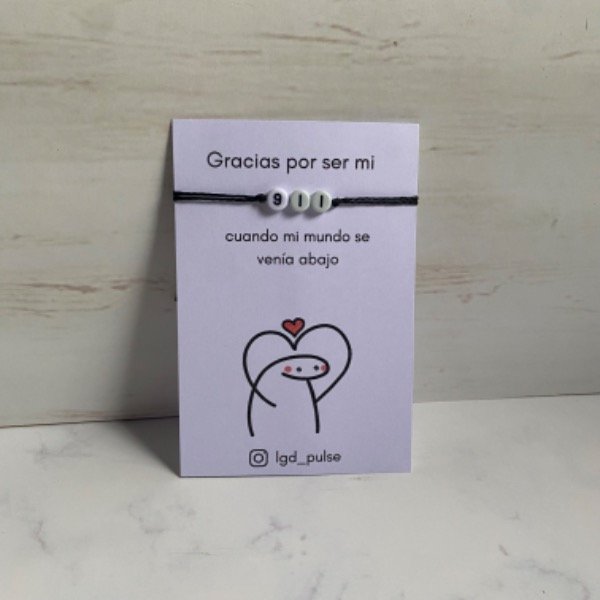 Gracias por ser mi
911
cuando mi mundo se
venía abajo
lgd_pulse